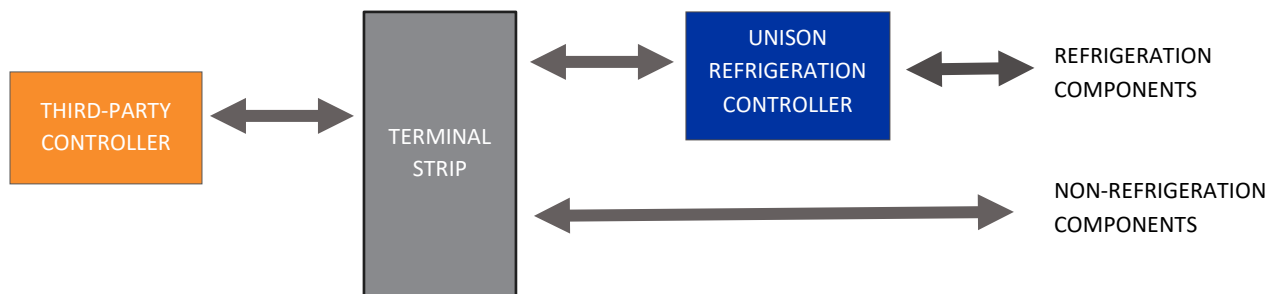 THIRD-PARTY
CONTROLLER
TERMINAL
STRIP
UNISON
REFRIGERATION
CONTROLLER
REFRIGERATION
COMPONENTS
NON-REFRIGERATION
COMPONENTS